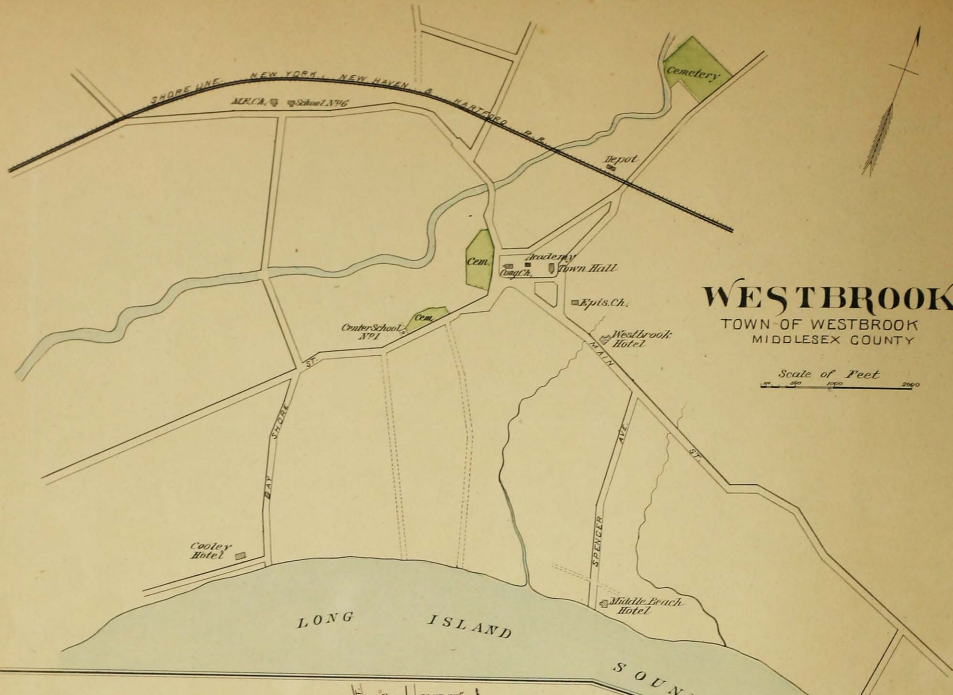 Cemetery
SHORE LINE NEW YORK, NEW HAVEN & HARTFORD R.R.
M.E.Ch.
School Nº6
Depot
Cem.
Academy
Cong.Ch.
Town Hall
Epis.Ch.
Cem.
Center School
Nº1
Westbrook
Hotel
MAIN ST.
ST.
BAY SHORE
AVE.
SPENCER
Cooley
Hotel
Middle Beach
Hotel
LONG ISLAND SOUN
WESTBROOK
TOWN OF WESTBROOK
MIDDLESEX COUNTY
Scale of Feet
1000 2000